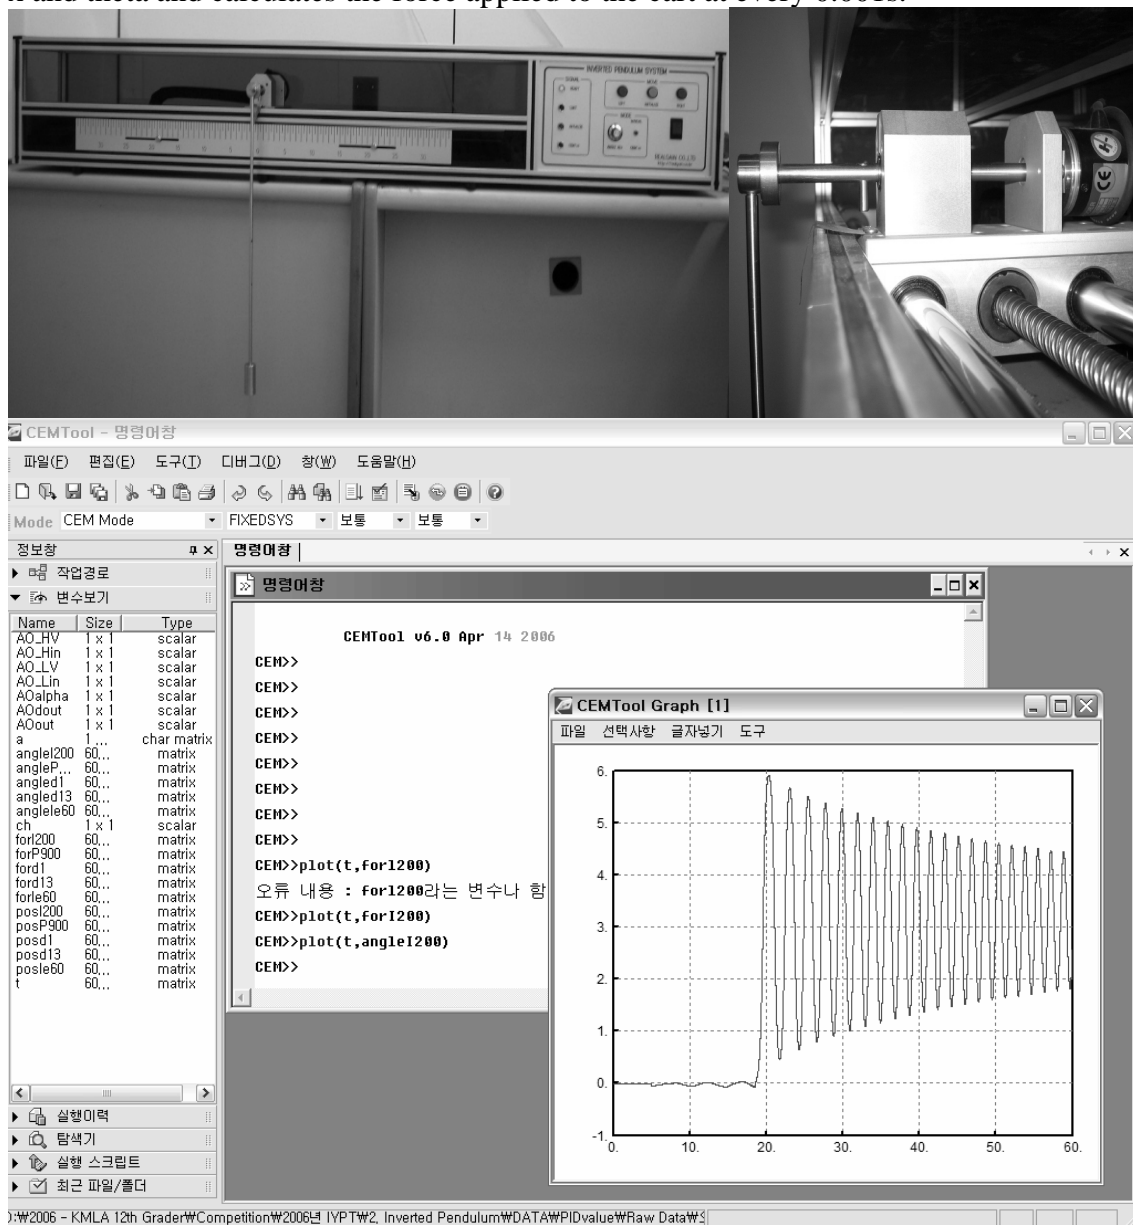 x and theta and calculates the force applied to the cart at every 0.001s.
INVERTED PENDULUM SYSTEM
MODE
CEMTool - 명령어창
파일(F) 편집(E) 도구(T) 디버그(D) 창(W) 도움말(H)
Mode CEM Mode FIXEDSYS 보통 보통
정보창
명령어창
작업경로
변수보기
Name Size Type
AO_HV 1 x 1 scalar
AO_Hin 1 x 1 scalar
AO_LV 1 x 1 scalar
AO_Lin 1 x 1 scalar
AOalpha 1 x 1 scalar
AOdout 1 x 1 scalar
AOout 1 x 1 scalar
a 1 ... char matrix
angleI200 60,,, matrix
angleP,,, 60,,, matrix
angled1 60,,, matrix
angled13 60,,, matrix
anglele60 60,,, matrix
ch 1 x 1 scalar
forI200 60,,, matrix
forP900 60,,, matrix
ford1 60,,, matrix
ford13 60,,, matrix
forle60 60,,, matrix
posI200 60,,, matrix
posP900 60,,, matrix
posd1 60,,, matrix
posd13 60,,, matrix
posle60 60,,, matrix
t 60,,, matrix
실행이력
탐색기
실행 스크립트
최근 파일/폴더
명령어창
CEMTool v6.0 Apr 14 2006
CEM>>
CEM>>
CEM>>
CEM>>
CEM>>
CEM>>
CEM>>
CEM>>
CEM>>plot(t,forl200)
오류 내용 : forl200라는 변수나 함
CEM>>plot(t,forI200)
CEM>>plot(t,angleI200)
CEM>>
CEMTool Graph [1]
파일 선택사항 글자넣기 도구
6.
5.
4.
3.
2.
1.
0.
-1.
0. 10. 20. 30. 40. 50. 60.
):₩2006 - KMLA 12th Grader₩Competition₩2006년 IYPT₩2, Inverted Pendulum₩DATA₩PIDvalue₩Raw Data₩